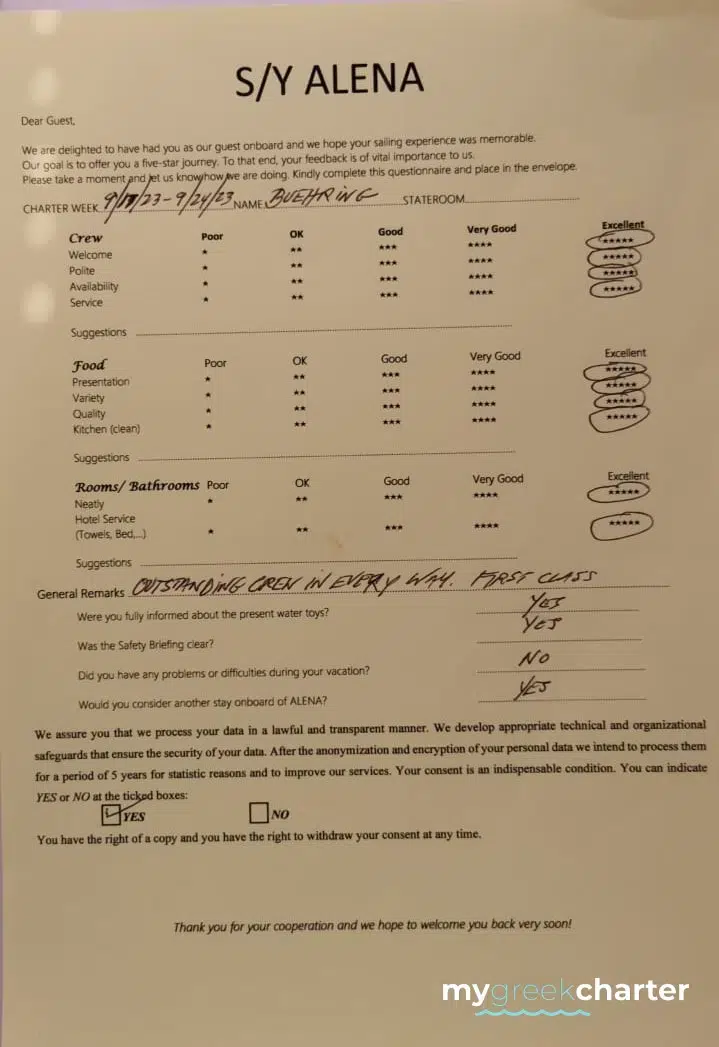 S/Y ALENA
Dear Guest,
We are delighted to have had you as our guest onboard and we hope your sailing experience was memorable.
Our goal is to offer you a five-star journey. To that end, your feedback is of vital importance to us.
Please take a moment and let us know how we are doing. Kindly complete this questionnaire and place in the envelope.
CHARTER WEEK - 9/24/23 NAME BUEHRING STATEROOM
Crew Poor OK Good Very Good Excellent
Welcome * ** *** **** *****
Polite * ** *** **** *****
Availability * ** *** **** *****
Service * ** *** **** *****
Suggestions
Food Poor OK Good Very Good Excellent
Presentation * ** *** **** *****
Variety * ** *** **** *****
Quality * ** *** **** *****
Kitchen (clean) * ** *** **** *****
Suggestions
Rooms/ Bathrooms Poor OK Good Very Good Excellent
Neatly * ** *** **** *****
Hotel Service
(Towels, Bed,...) * ** *** **** *****
Suggestions
General Remarks OUTSTANDING CREW IN EVERY WAY. FIRST CLASS
Were you fully informed about the present water toys? YES
Was the Safety Briefing clear? YES
Did you have any problems or difficulties during your vacation? NO
Would you consider another stay onboard of ALENA? YES
We assure you that we process your data in a lawful and transparent manner. We develop appropriate technical and organizational
safeguards that ensure the security of your data. After the anonymization and encryption of your personal data we intend to process them
for a period of 5 years for statistic reasons and to improve our services. Your consent is an indispensable condition. You can indicate
YES or NO at the ticked boxes:
YES NO
You have the right of a copy and you have the right to withdraw your consent at any time.
Thank you for your cooperation and we hope to welcome you back very soon!
mygreekcharter